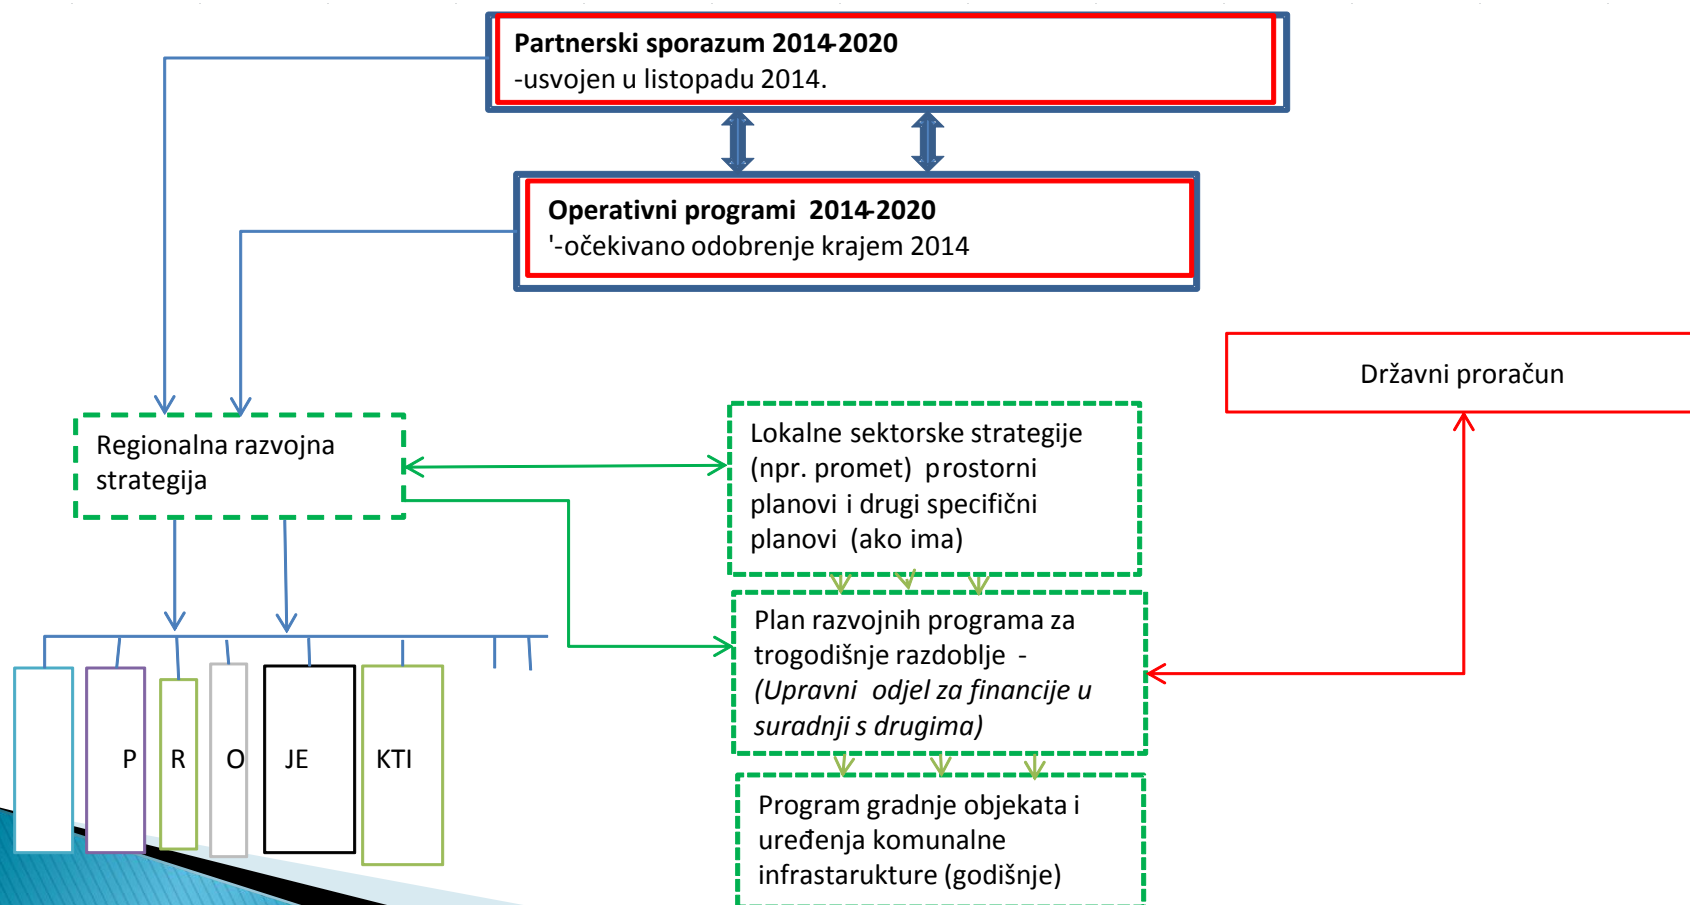 Partnerski sporazum 2014-2020
-usvojen u listopadu 2014.
Operativni programi 2014-2020
'-očekivano odobrenje krajem 2014
Državni proračun
Regionalna razvojna
strategija
Lokalne sektorske strategije
(npr. promet) prostorni
planovi i drugi specifični
planovi (ako ima)
Plan razvojnih programa za
trogodišnje razdoblje -
(Upravni odjel za financije u
suradnji s drugima)
P R O JE KTI
Program gradnje objekata i
uređenja komunalne
infrastarukture (godišnje)